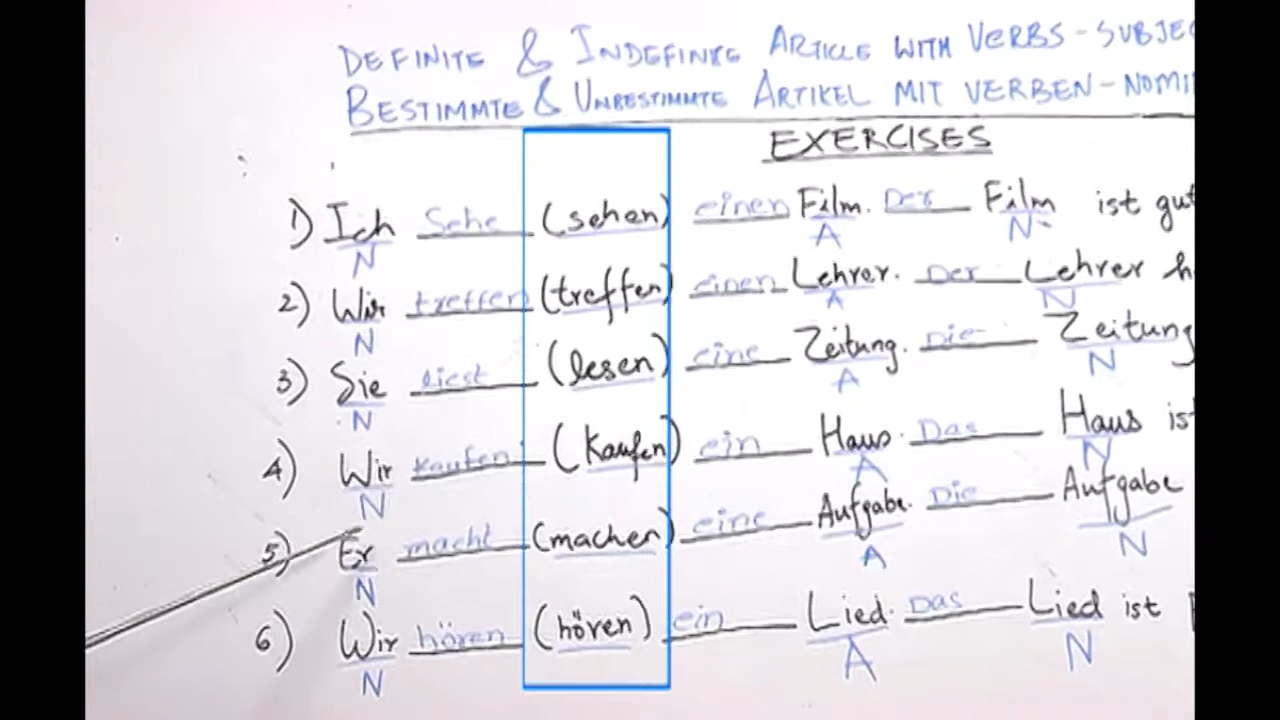 DEFINITE & INDEFINITE ARTICLE WITH VERBS - SUBJEC
BESTIMMTE & UNBESTIMMTE ARTIKEL MIT VERBEN - NOMI
EXERCISES
1) Ich sehe (sehen) einen Film. Der Film ist gut
N A N
2) Wir treffen (treffen) einen Lehrer. Der Lehrer h
N A N
3) Sie liest (lesen) eine Zeitung. Die Zeitung
N A N
4) Wir kaufen (kaufen) ein Haus. Das Haus ist
N A N
5) Er macht (machen) eine Aufgabe. Die Aufgabe
N A N
6) Wir hören (hören) ein Lied. Das Lied ist
N A N